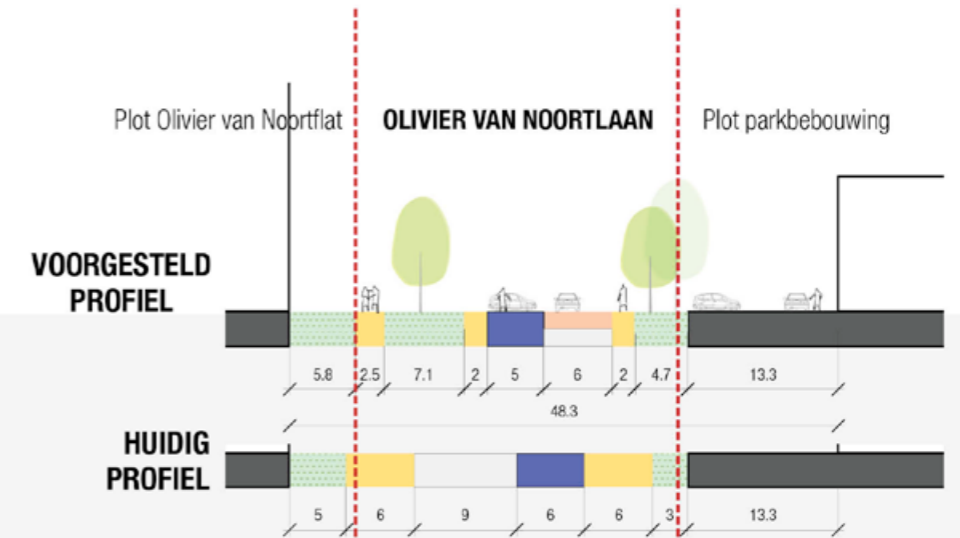 Plot Olivier van Noortflat
OLIVIER VAN NOORTLAAN
Plot parkbebouwing
VOORGESTELD
PROFIEL
5.8 2.5 7.1 2 5 6 2 4.7 13.3
48.3
HUIDIG
PROFIEL
5 6 9 6 6 3 13.3